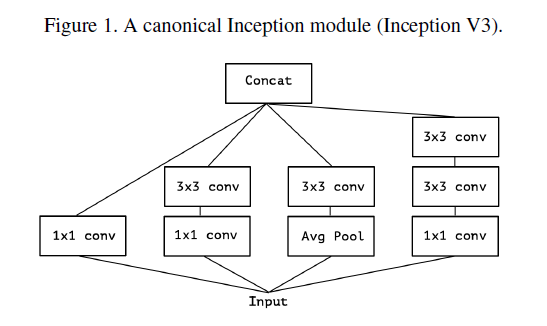 Figure 1. A canonical Inception module (Inception V3).
Concat
3x3 conv
3x3 conv
3x3 conv
3x3 conv
1x1 conv
1x1 conv
Avg Pool
1x1 conv
Input